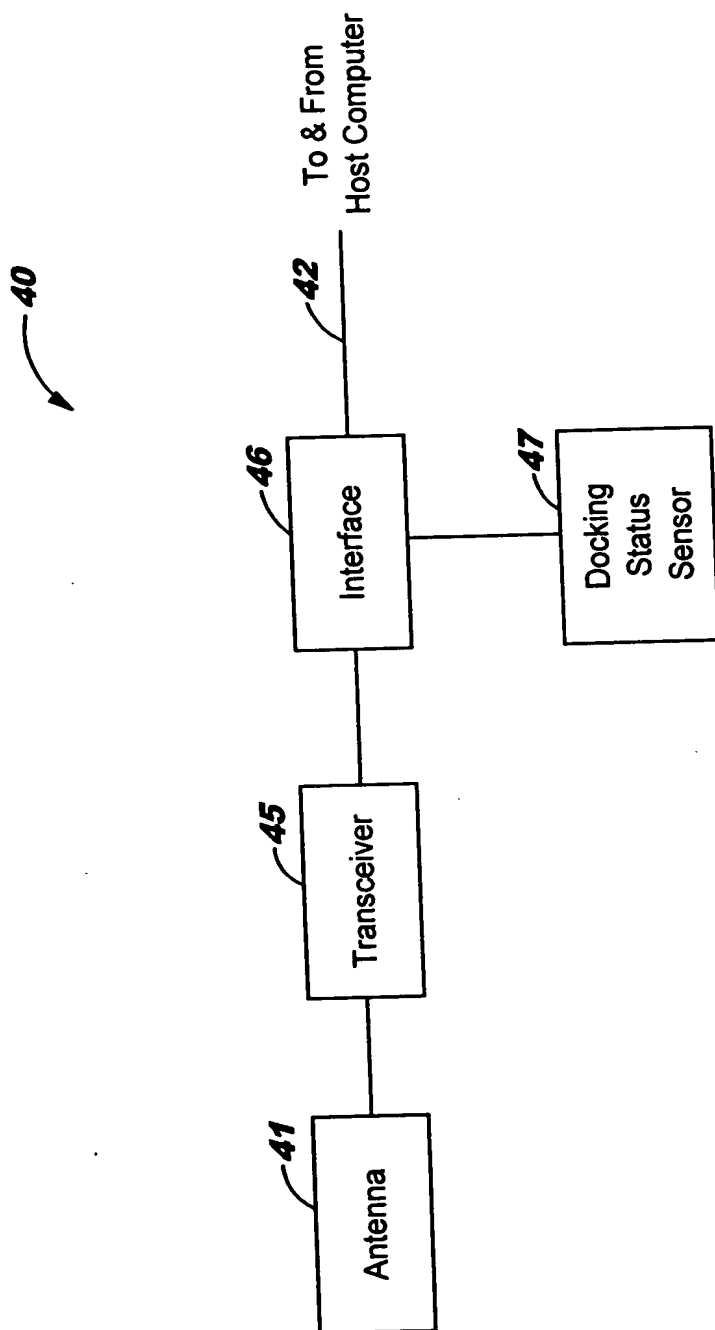 40
41
Antenna
45
Transceiver
46
Interface
42
To & From
Host Computer
47
Docking
Status
Sensor